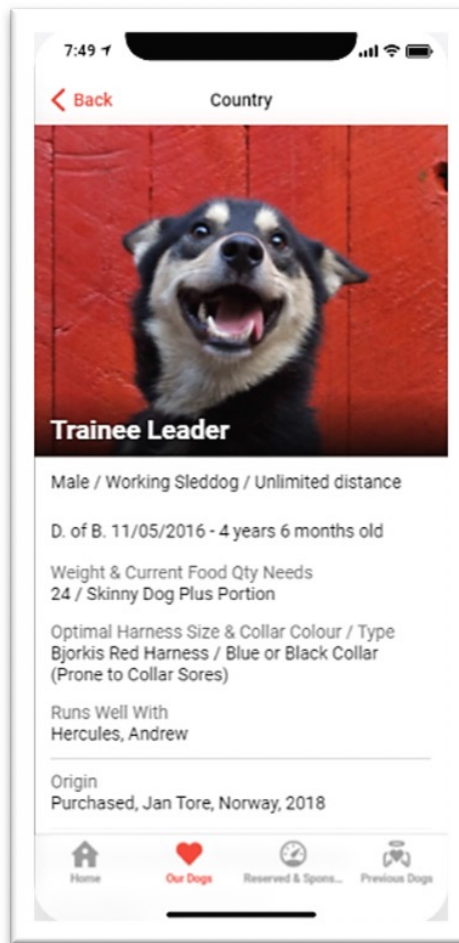 7:49
Back
Country
Trainee Leader
Male / Working Sleddog / Unlimited distance
D. of B. 11/05/2016 - 4 years 6 months old
Weight & Current Food Qty Needs
24 / Skinny Dog Plus Portion
Optimal Harness Size & Collar Colour / Type
Bjorkis Red Harness / Blue or Black Collar
(Prone to Collar Sores)
Runs Well With
Hercules, Andrew
Origin
Purchased, Jan Tore, Norway, 2018
Home
Our Dogs
Reserved & Spons...
Previous Dogs